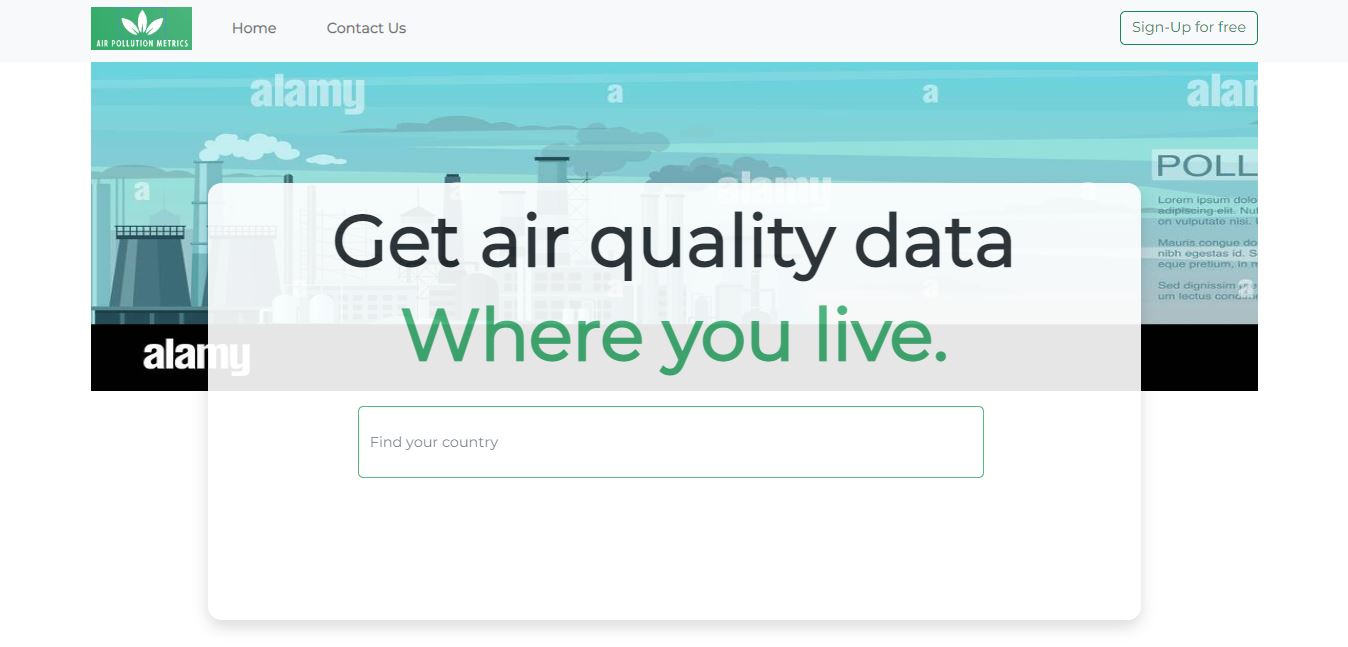 AIR POLLUTION METRICS
Home
Contact Us
Sign-Up for free
alamy
a
a
alam
a
a
alamy
POLL
Lorem ipsum dolo
adipiscing elit. Nul
on vulputate nisi.
Mauris congue do
nibh egestas id. S
eque pretium, in
Sed dignissim
um lectus
a
alamy
Get air quality data
Where you live.
Find your country